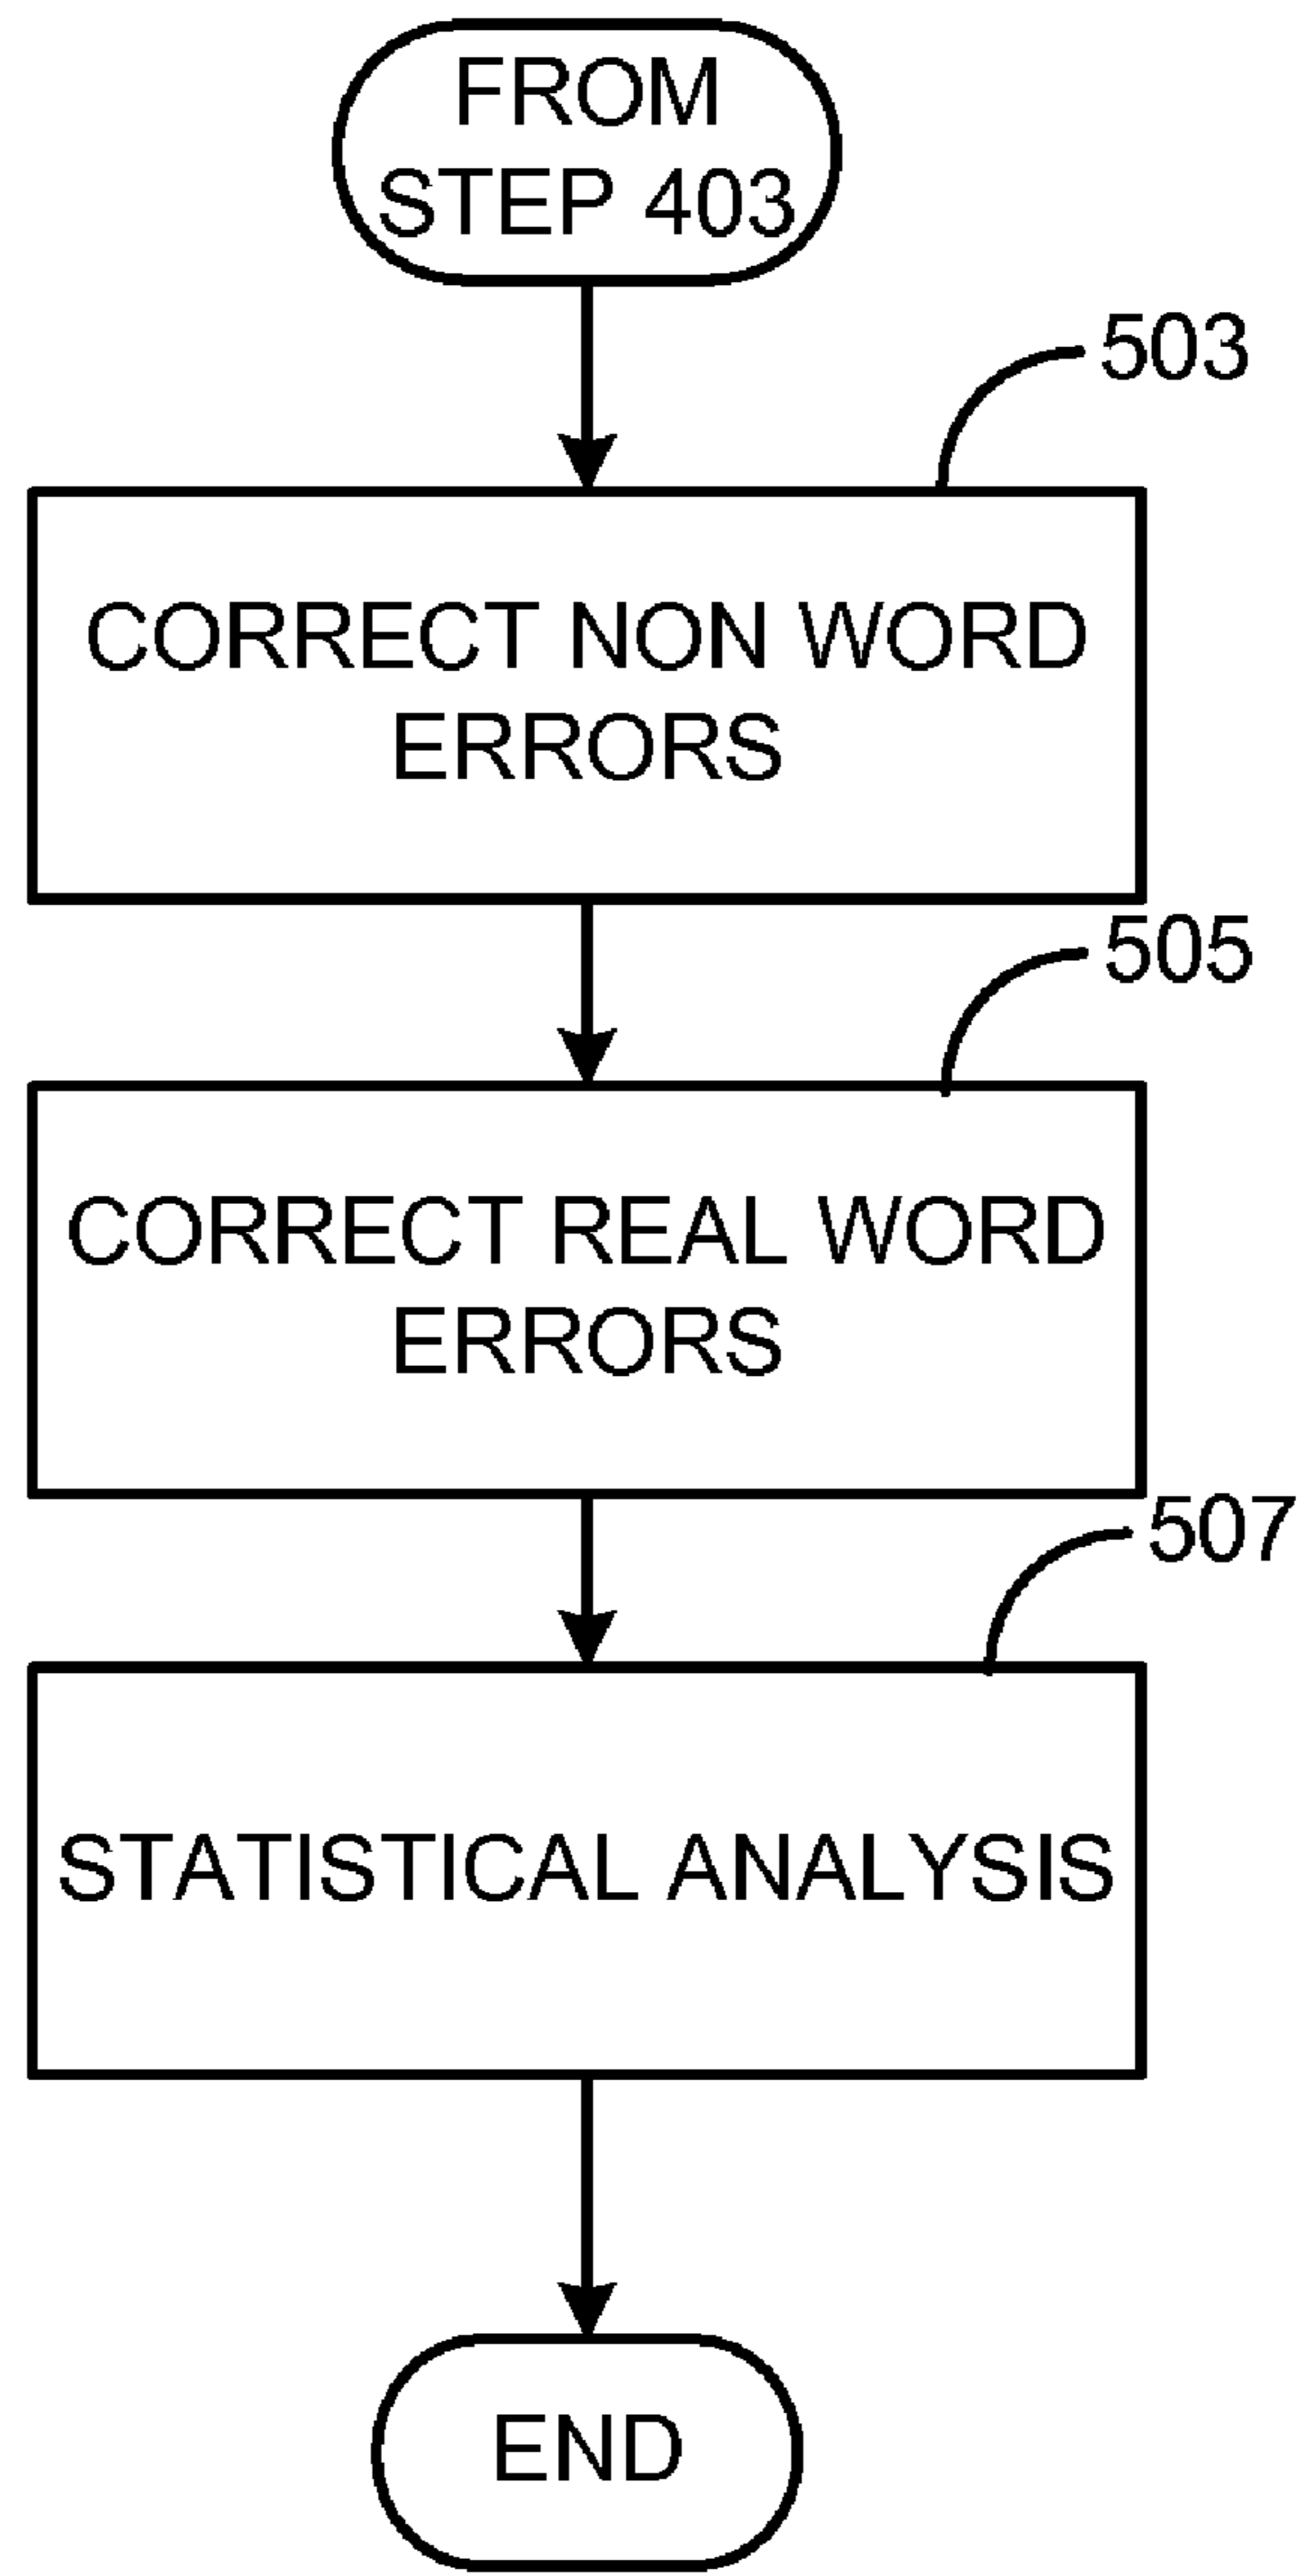 FROM
STEP 403
503
CORRECT NON WORD
ERRORS
505
CORRECT REAL WORD
ERRORS
507
STATISTICAL ANALYSIS
END